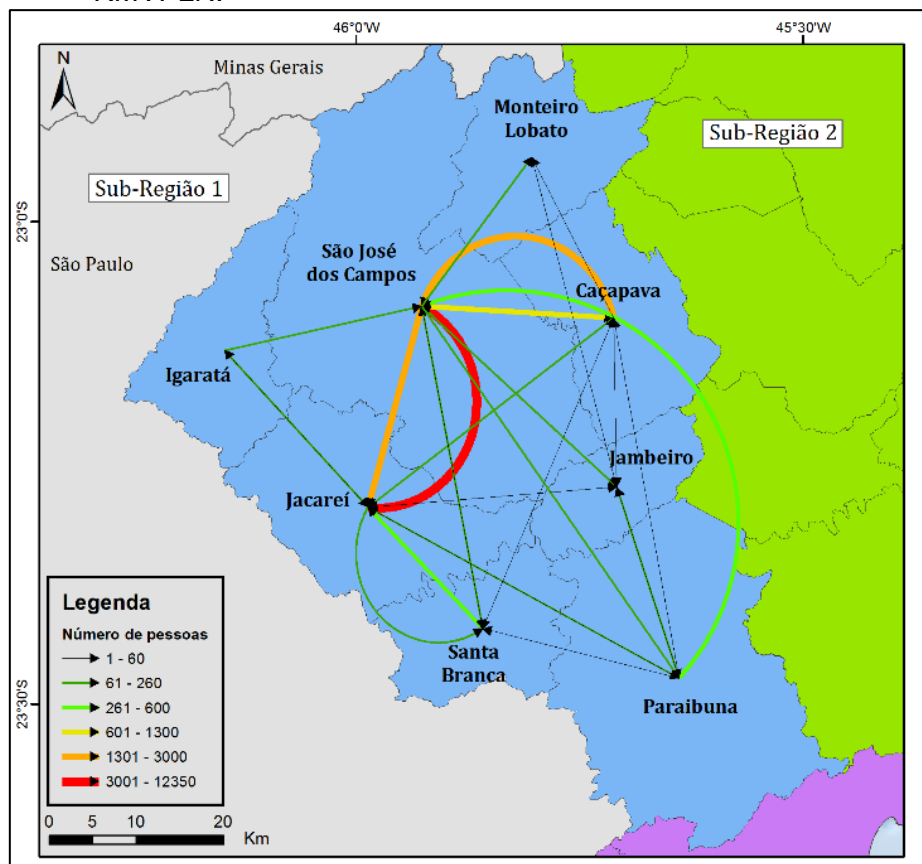 46°0'W
45°30'W
N
Minas Gerais
Monteiro
Lobato
Sub-Região 2
Sub-Região 1
23°0'S
São Paulo
São José
dos Campos
Caçapava
Igaratá
Jambeiro
Jacareí
Legenda
Número de pessoas
1 - 60
61 - 260
261 - 600
601 - 1300
1301 - 3000
3001 - 12350
Santa
Branca
Paraibuna
23°30'S
0 5 10 20
Km